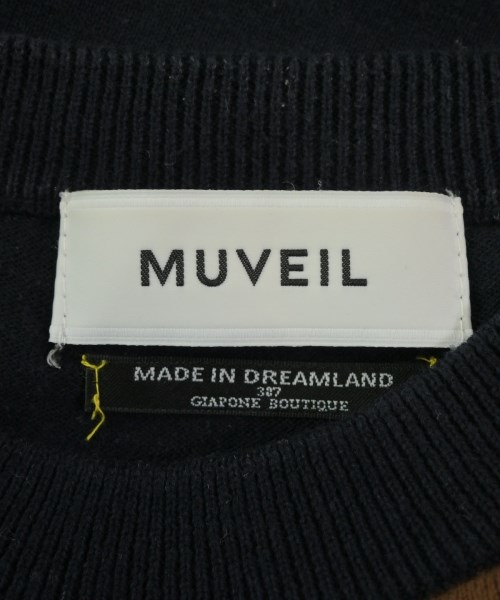 MUVEIL
MADE IN DREAMLAND
387
GIAPONE BOUTIQUE